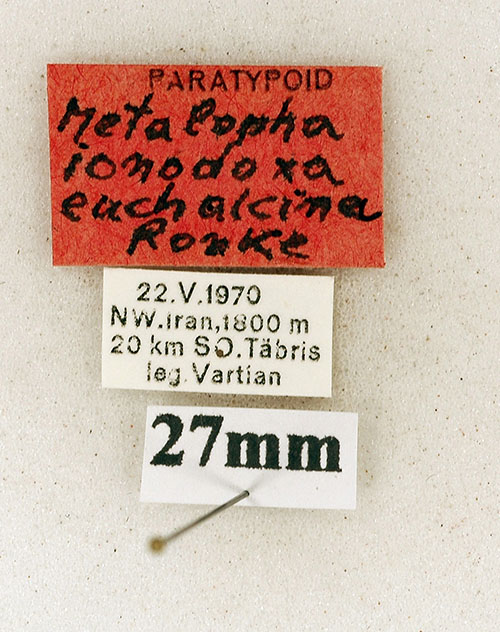 PARATYPOID
Metalopha
ionodoxa
euchalcina
Ronke
22.V.1970
NW.Iran,1800 m
20 km SO.Täbris
leg.Vartian
27mm